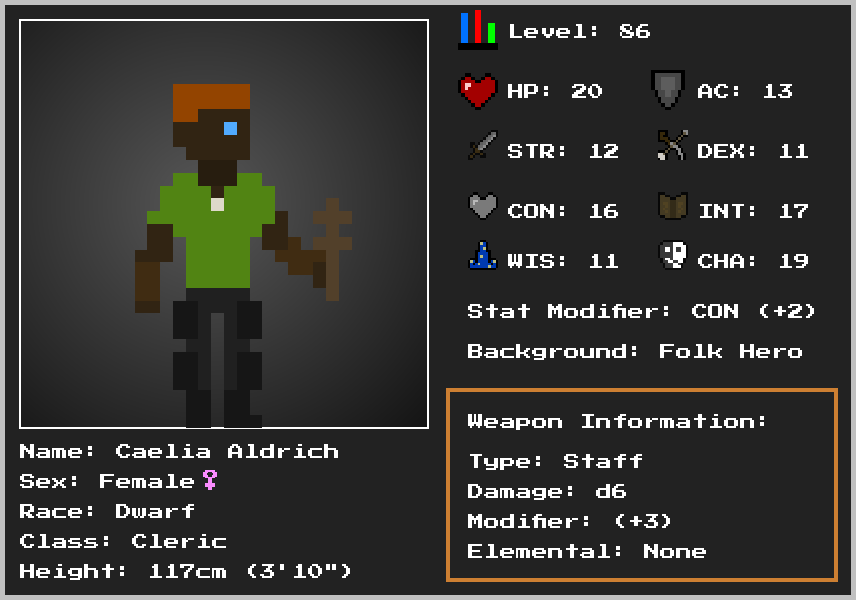 Level: 86
HP: 20 AC: 13
STR: 12 DEX: 11
CON: 16 INT: 17
WIS: 11 CHA: 19
Stat Modifier: CON (+2)
Background: Folk Hero
Weapon Information:
Type: Staff
Damage: d6
Modifier: (+3)
Elemental: None
Name: Caelia Aldrich
Sex: Female♀
Race: Dwarf
Class: Cleric
Height: 117cm (3'10")